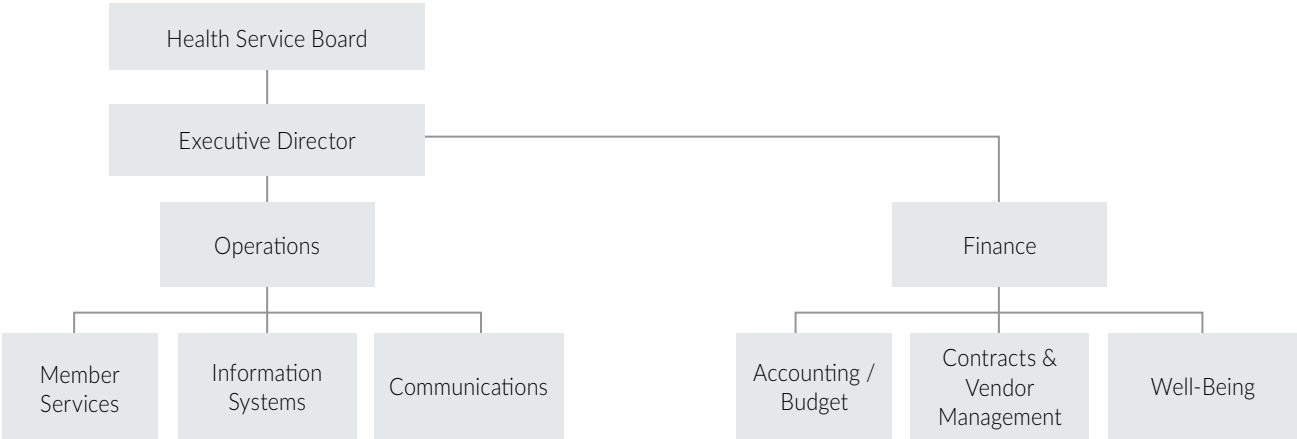 Health Service Board
Executive Director
Operations
Finance
Member
Services
Information
Systems
Communications
Accounting /
Budget
Contracts &
Vendor
Management
Well-Being